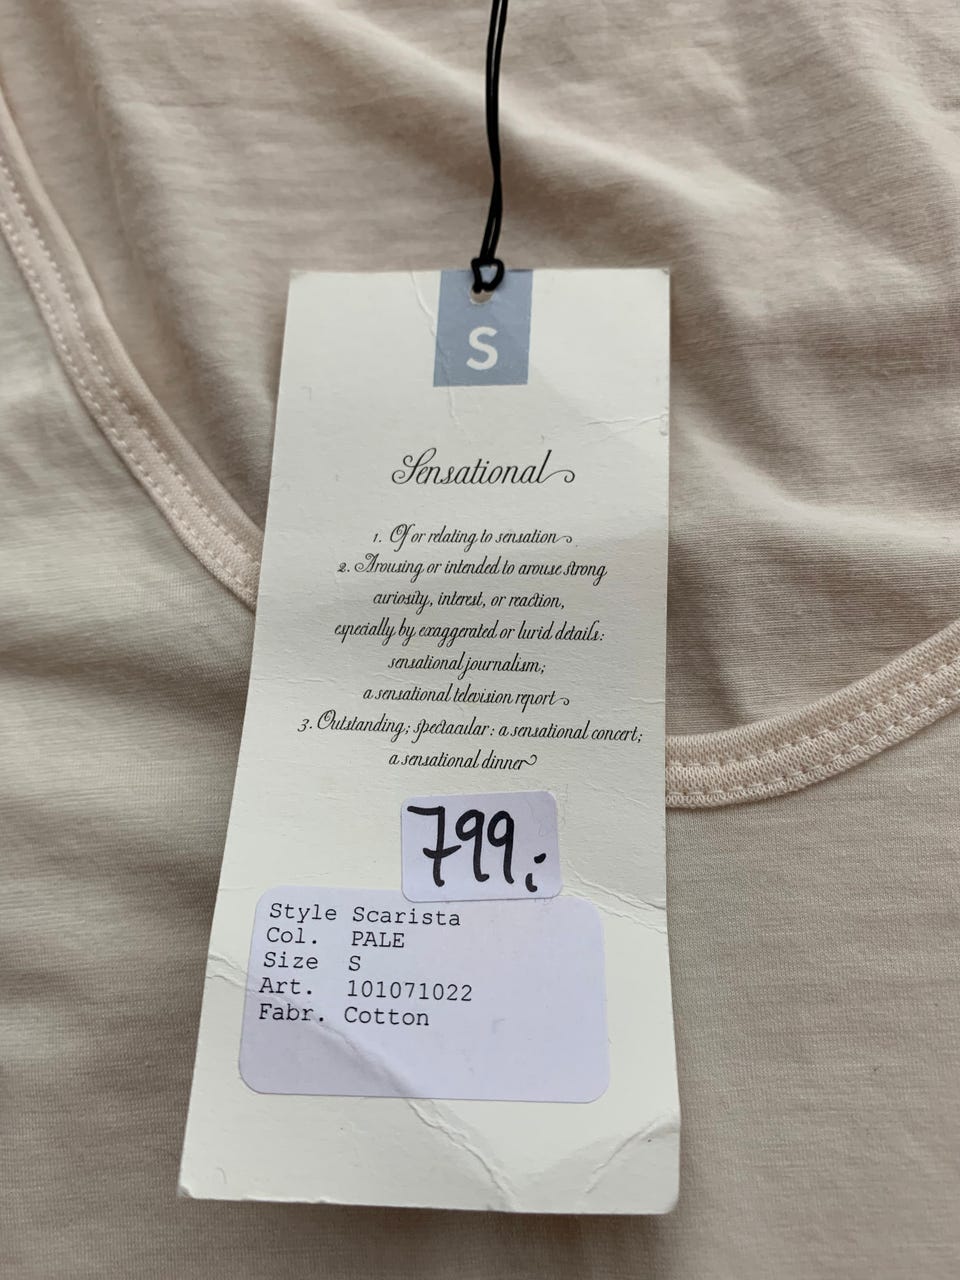 S
Sensational
1. Of or relating to sensation
2. Arousing or intended to arouse strong
curiosity, interest, or reaction,
especially by exaggerated or lurid details:
sensational journalism;
a sensational television report
3. Outstanding; spectacular: a sensational concert;
a sensational dinner
799,:
Style Scarista
Col. PALE
Size S
Art. 101071022
Fabr. Cotton